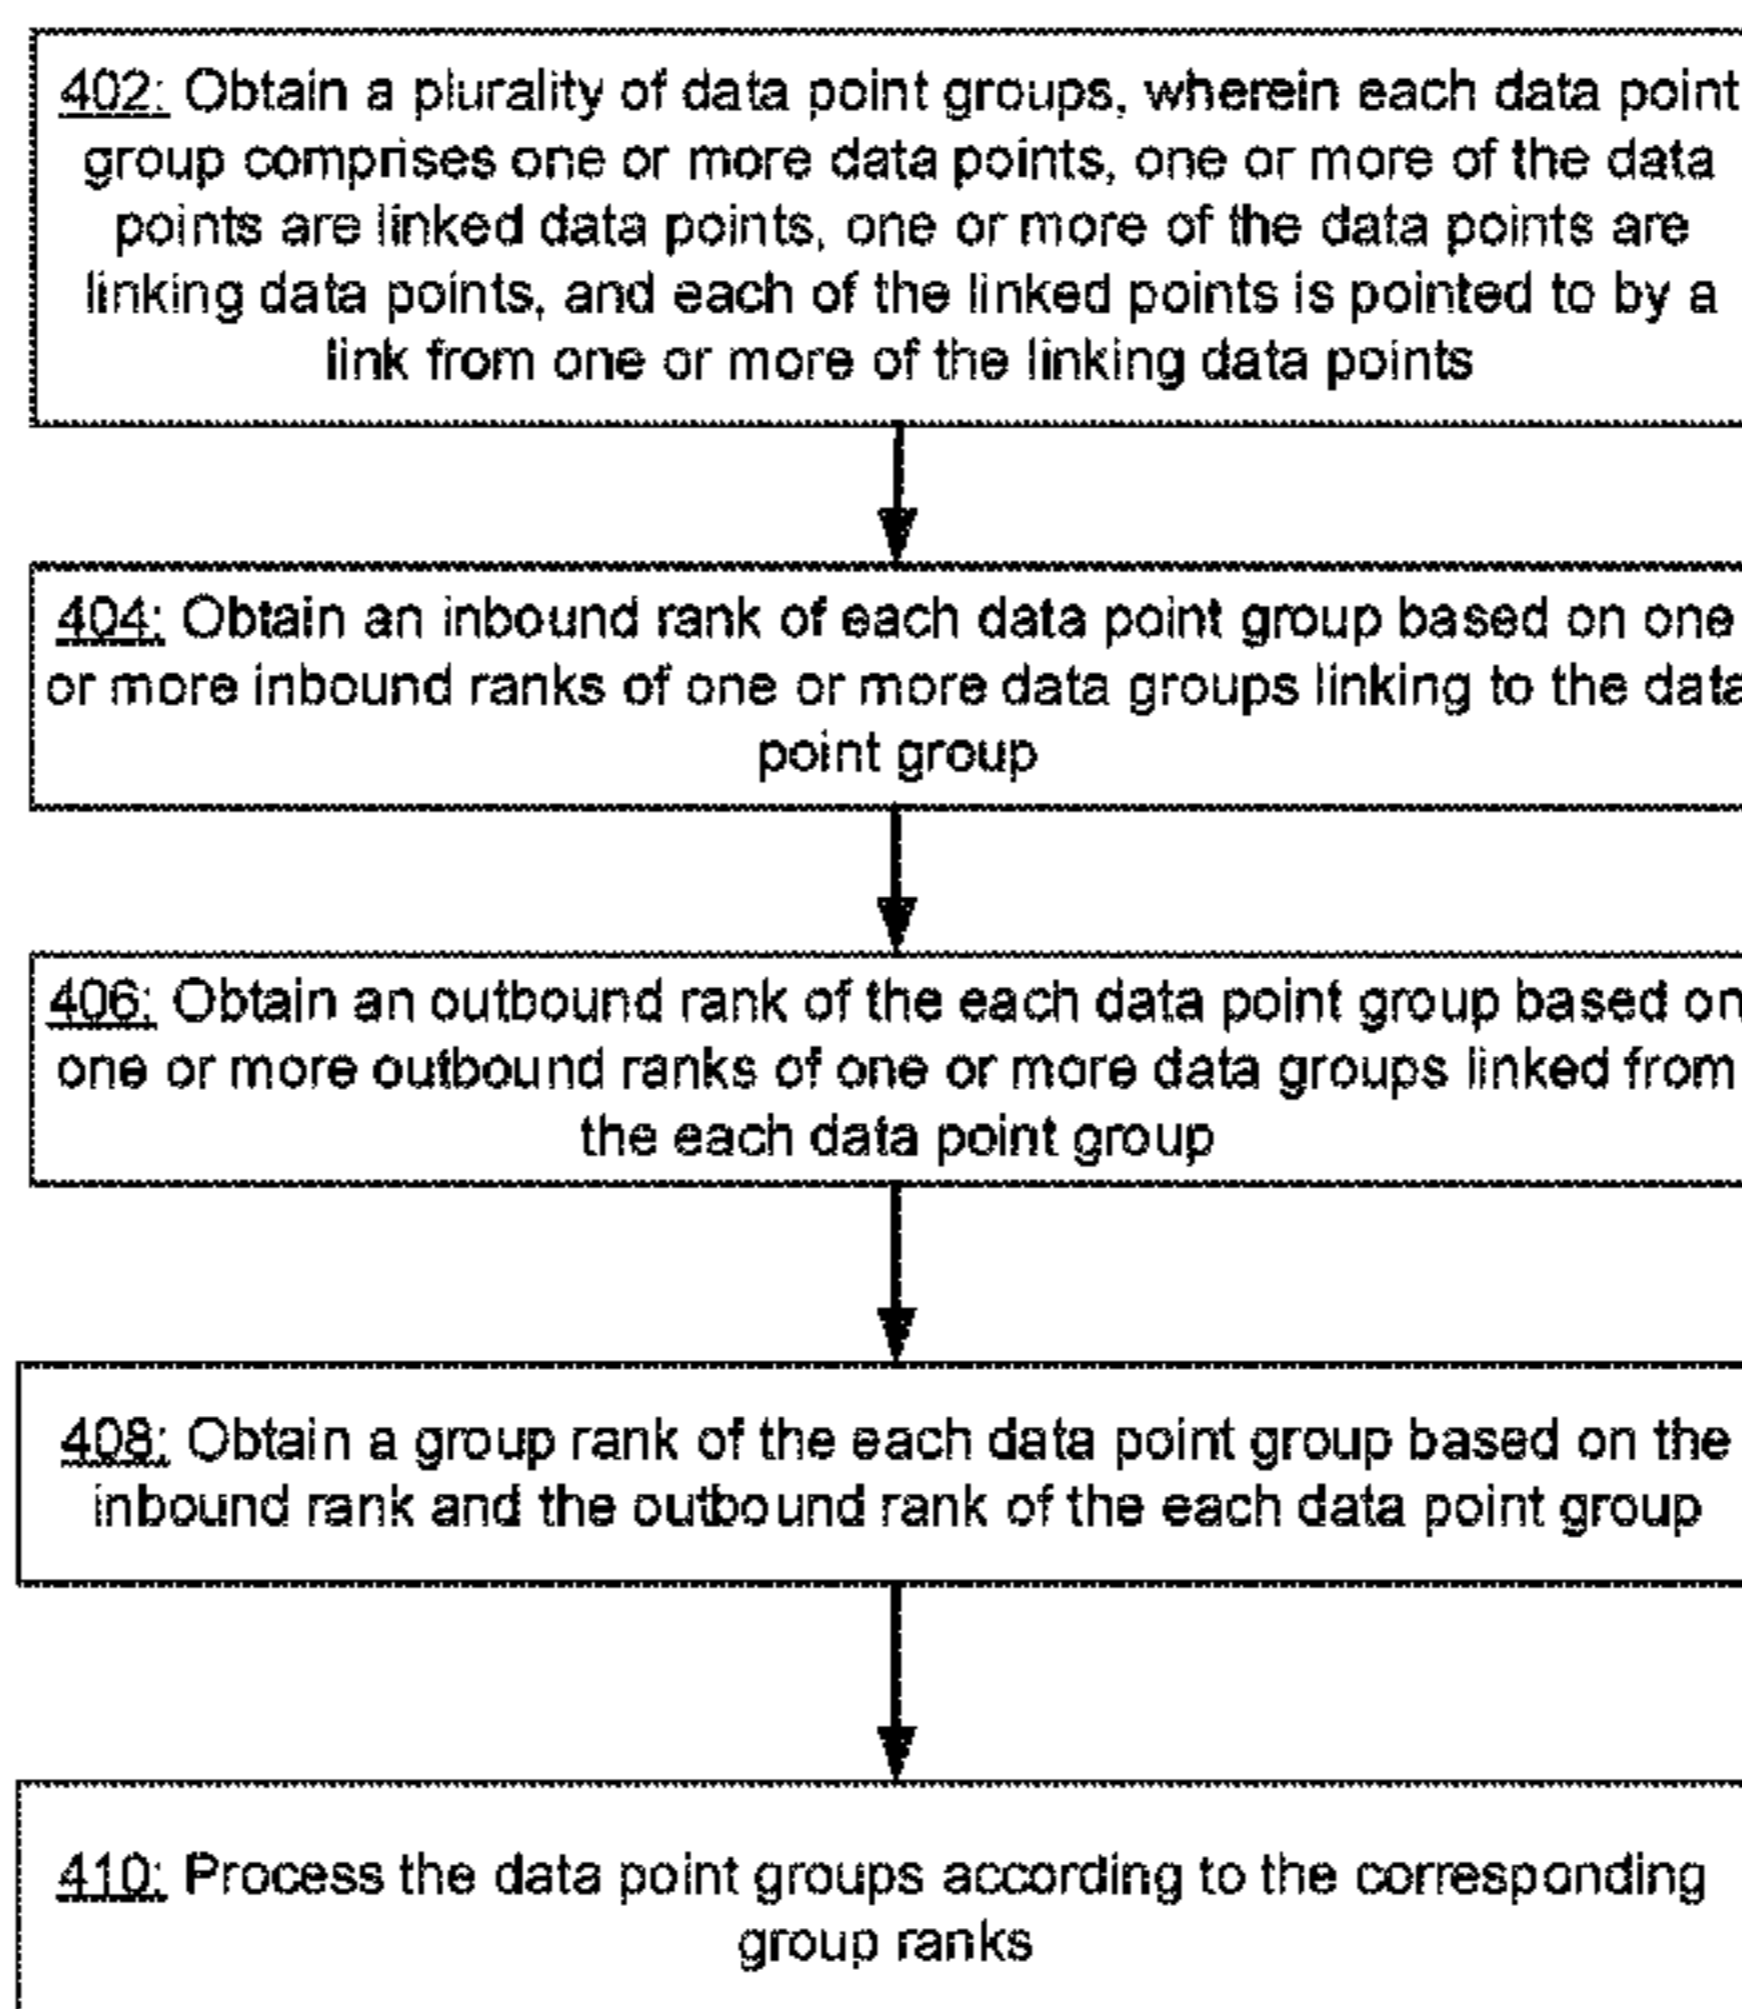 402: Obtain a plurality of data point groups, wherein each data point
group comprises one or more data points, one or more of the data
points are linked data points, one or more of the data points are
linking data points, and each of the linked points is pointed to by a
link from one or more of the linking data points
404: Obtain an inbound rank of each data point group based on one
or more inbound ranks of one or more data groups linking to the data
point group
406: Obtain an outbound rank of the each data point group based on
one or more outbound ranks of one or more data groups linked from
the each data point group
408: Obtain a group rank of the each data point group based on the
inbound rank and the outbound rank of the each data point group
410: Process the data point groups according to the corresponding
group ranks